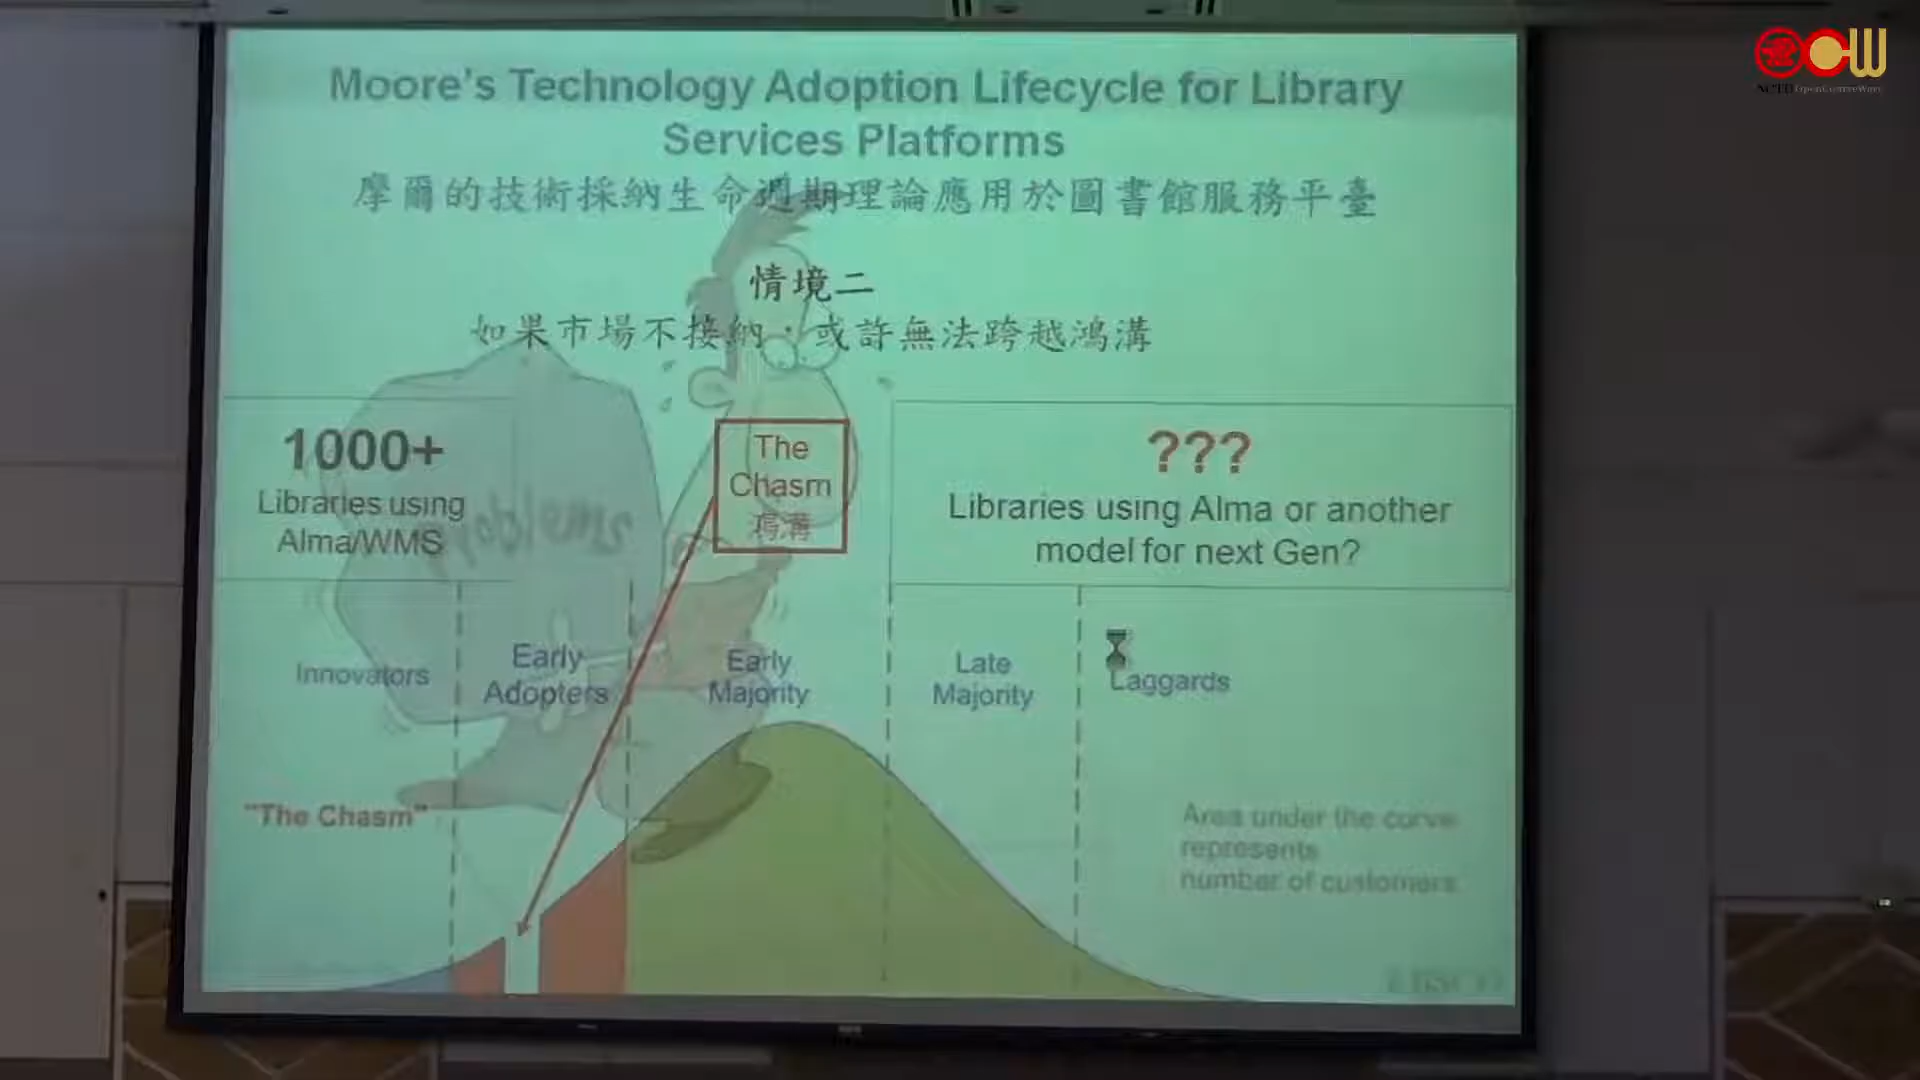 Moore's Technology Adoption Lifecycle for Library
Services Platforms
摩爾的技術採納生命週期理論應用於圖書館服務平臺
情境二
如果市場不接納，或許無法跨越鴻溝
1000+
Libraries using
Alma/WMS
The
Chasm
鴻溝
???
Libraries using Alma or another
model for next Gen?
Innovators
Early
Adopters
Early
Majority
Late
Majority
Laggards
"The Chasm"
Area under the curve
represents
number of customers
EBSCO
NCTU OpenCourseWare